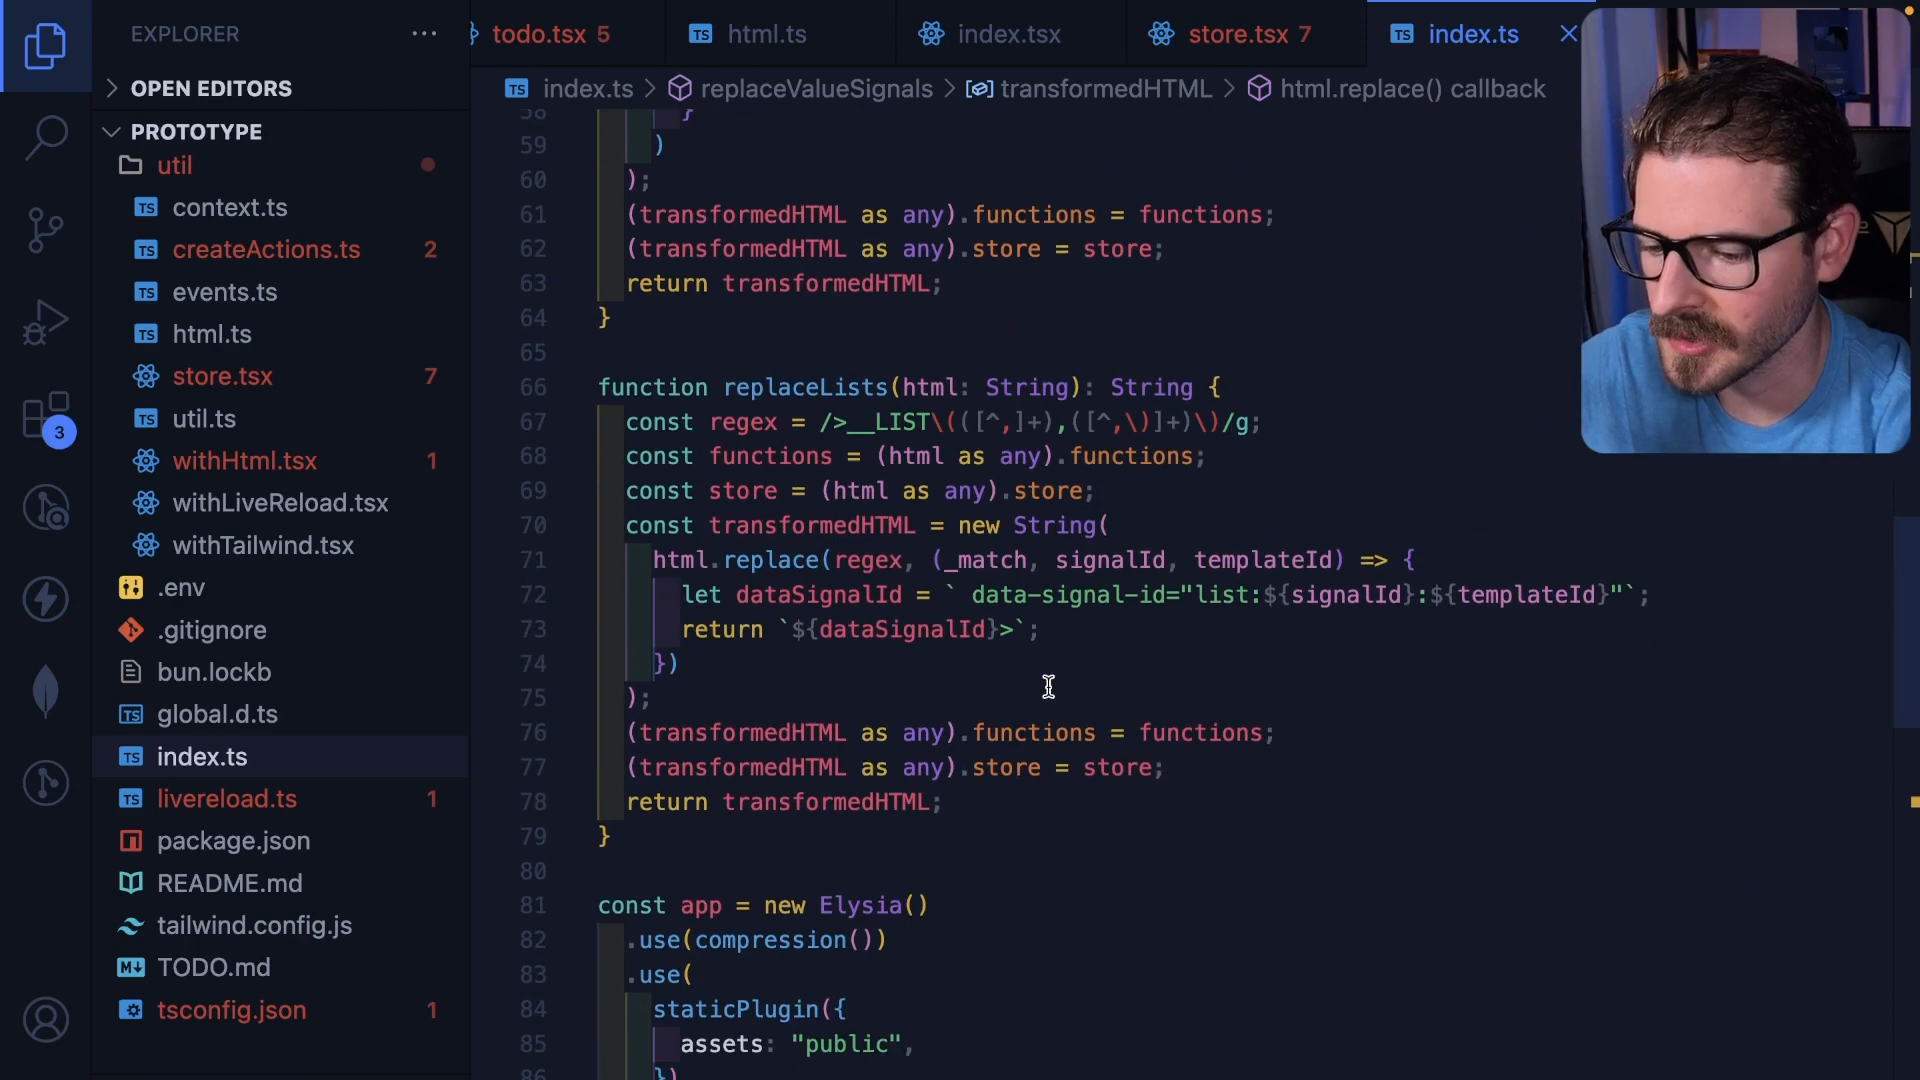 EXPLORER
OPEN EDITORS
PROTOTYPE
util
context.ts
createActions.ts 2
events.ts
html.ts
store.tsx 7
util.ts
withHtml.tsx 1
withLiveReload.tsx
withTailwind.tsx
.env
.gitignore
bun.lockb
global.d.ts
index.ts
livereload.ts 1
package.json
README.md
tailwind.config.js
TODO.md
tsconfig.json 1
3
todo.tsx 5
html.ts
index.tsx
store.tsx 7
index.ts
index.ts > replaceValueSignals > transformedHTML > html.replace() callback
58 }
59 )
60 );
61 (transformedHTML as any).functions = functions;
62 (transformedHTML as any).store = store;
63 return transformedHTML;
64 }
65
66 function replaceLists(html: String): String {
67 const regex = />__LIST\(([^,]+),([^,\)]+)\)/g;
68 const functions = (html as any).functions;
69 const store = (html as any).store;
70 const transformedHTML = new String(
71 html.replace(regex, (_match, signalId, templateId) => {
72 let dataSignalId = ` data-signal-id="list:${signalId}:${templateId}"`;
73 return `${dataSignalId}>`;
74 })
75 );
76 (transformedHTML as any).functions = functions;
77 (transformedHTML as any).store = store;
78 return transformedHTML;
79 }
80
81 const app = new Elysia()
82 .use(compression())
83 .use(
84 staticPlugin({
85 assets: "public",
86 })